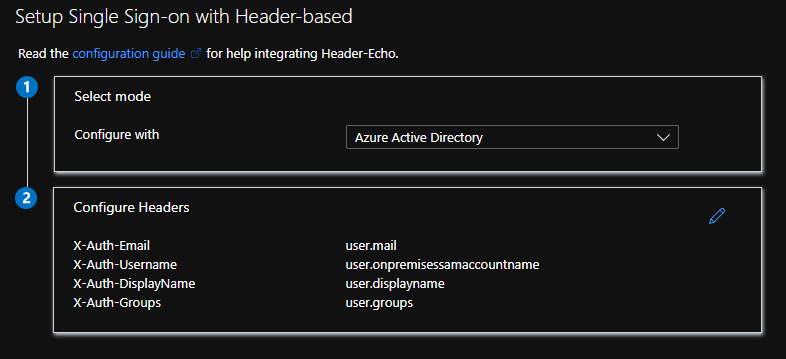 Setup Single Sign-on with Header-based
Read the configuration guide for help integrating Header-Echo.
1
Select mode
Configure with Azure Active Directory
2
Configure Headers
X-Auth-Email user.mail
X-Auth-Username user.onpremisessamaccountname
X-Auth-DisplayName user.displayname
X-Auth-Groups user.groups